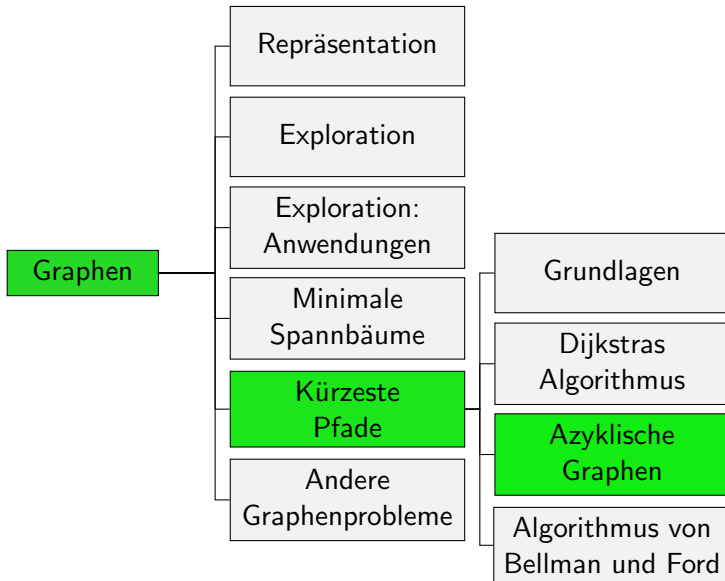 Graphen
Repräsentation
Exploration
Exploration:
Anwendungen
Minimale
Spannbäume
Kürzeste
Pfade
Andere
Graphenprobleme
Grundlagen
Dijkstras
Algorithmus
Azyklische
Graphen
Algorithmus von
Bellman und Ford